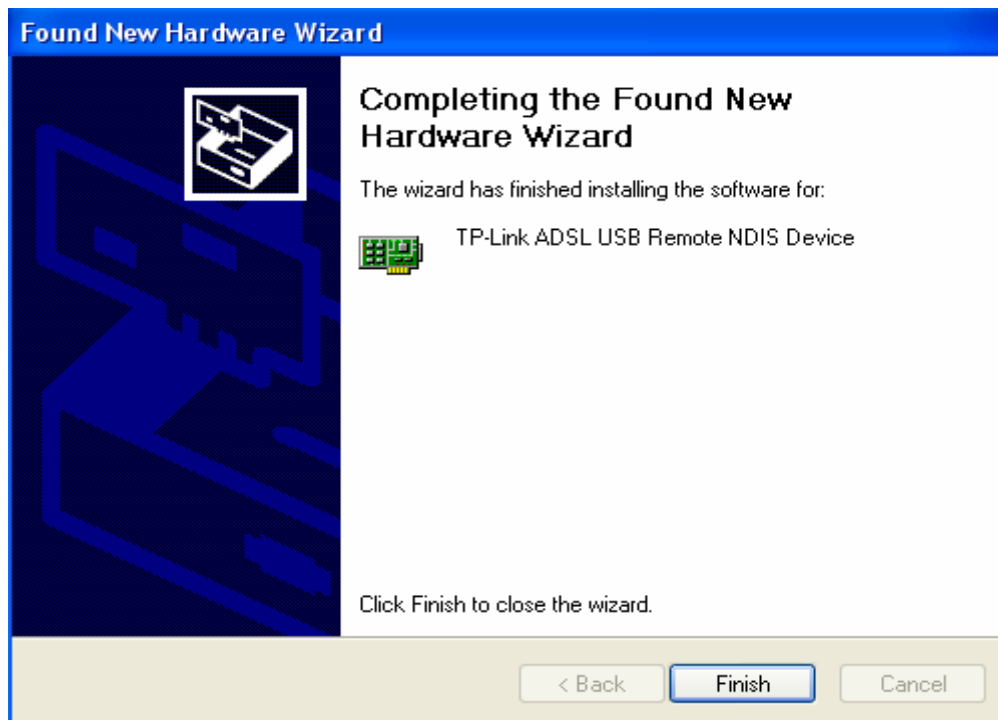 Found New Hardware Wizard
Completing the Found New
Hardware Wizard
The wizard has finished installing the software for:
TP-Link ADSL USB Remote NDIS Device
Click Finish to close the wizard.
< Back
Finish
Cancel